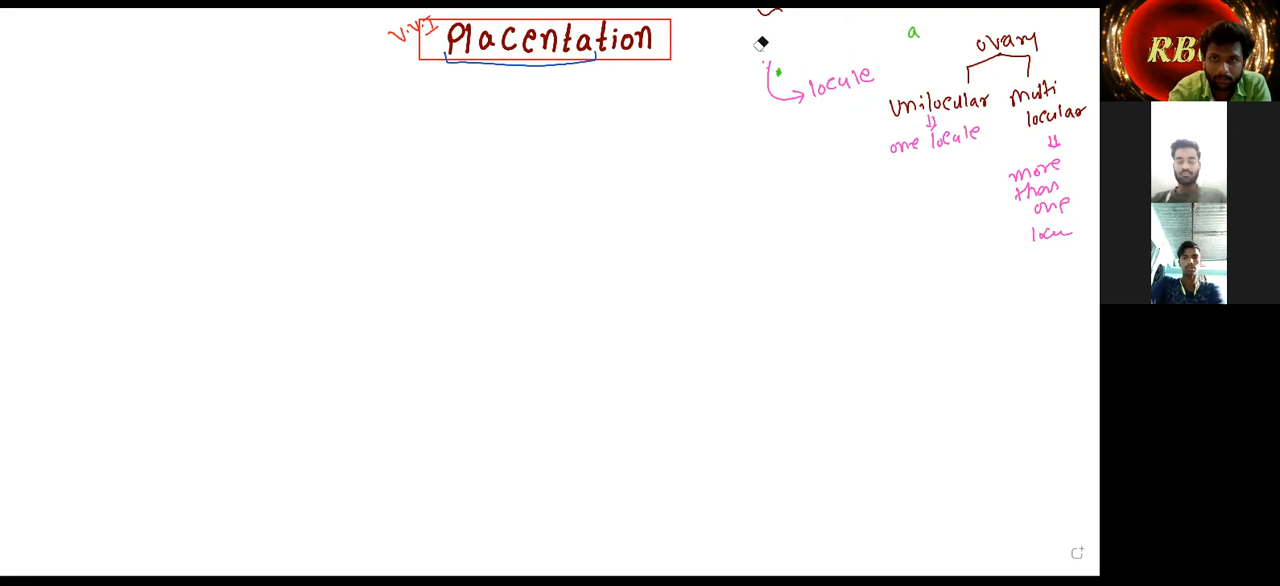 V.V.I
Placentation
locule
a
ovary
Unilocular
one locule
Multi
locular
more
than
one
locu
RB